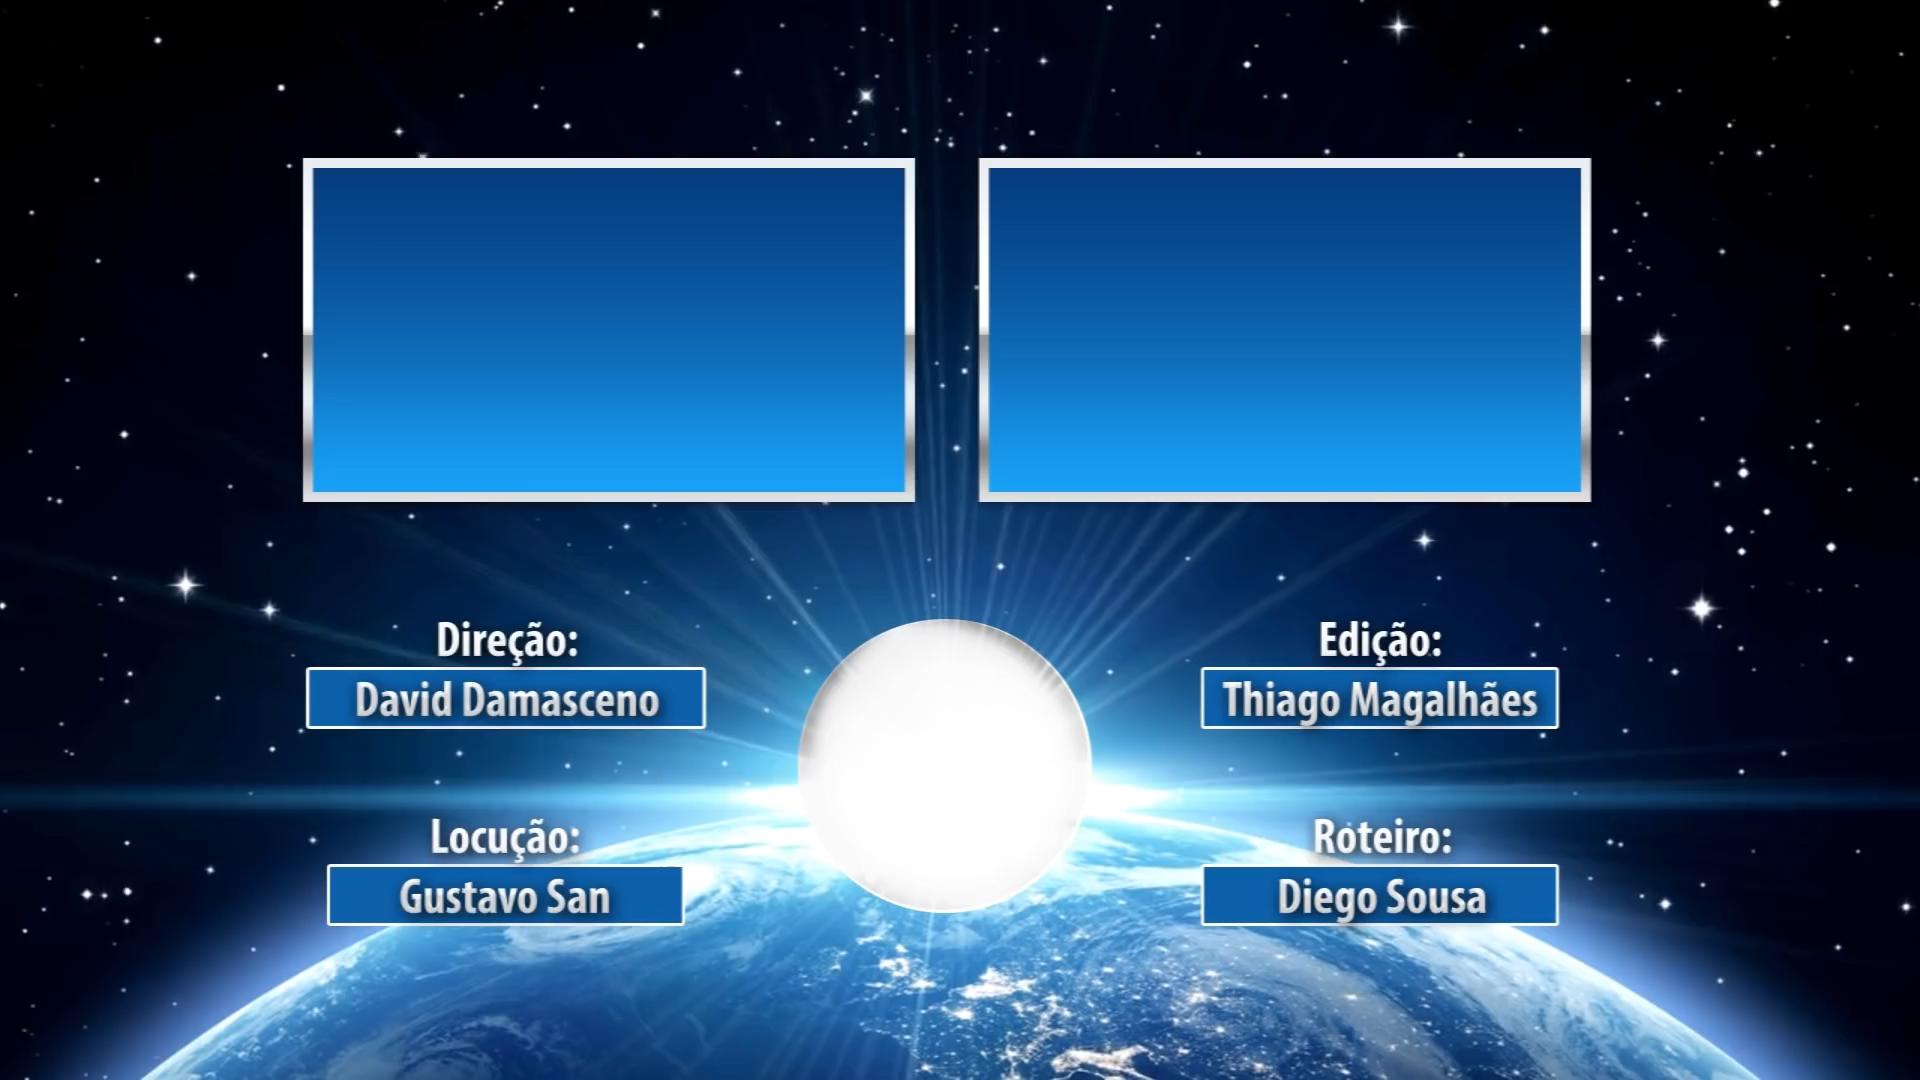 Direção:
David Damasceno
Edição:
Thiago Magalhães
Locução:
Gustavo San
Roteiro:
Diego Sousa